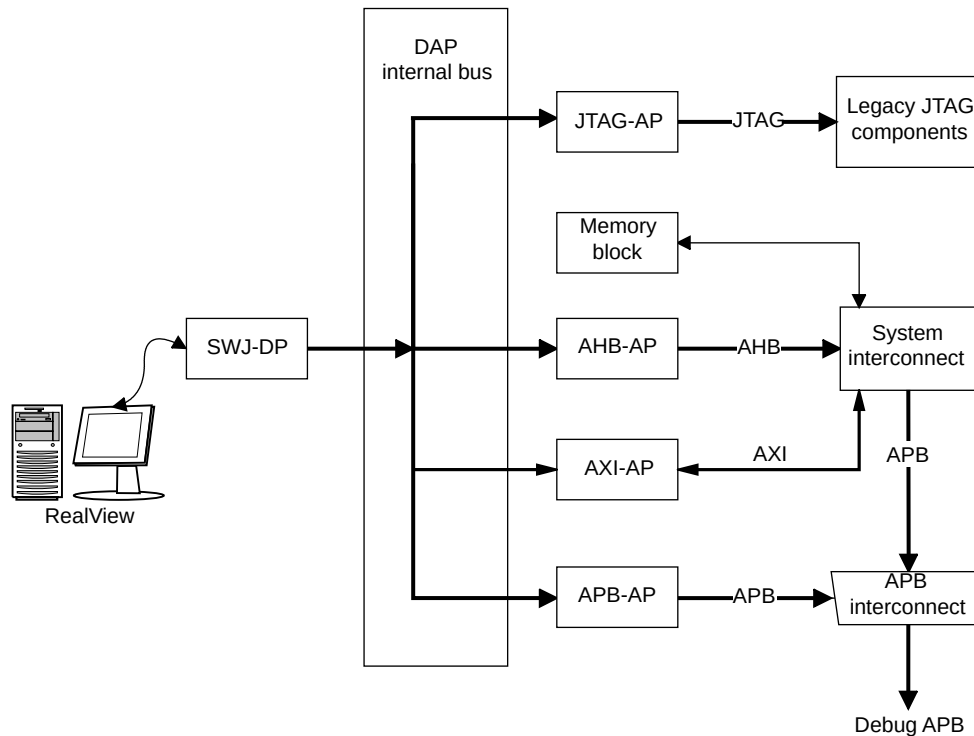 DAP
internal bus
JTAG-AP
JTAG
Legacy JTAG
components
Memory
block
SWJ-DP
AHB-AP
AHB
System
interconnect
AXI-AP
AXI
APB
RealView
APB-AP
APB
APB
interconnect
Debug APB